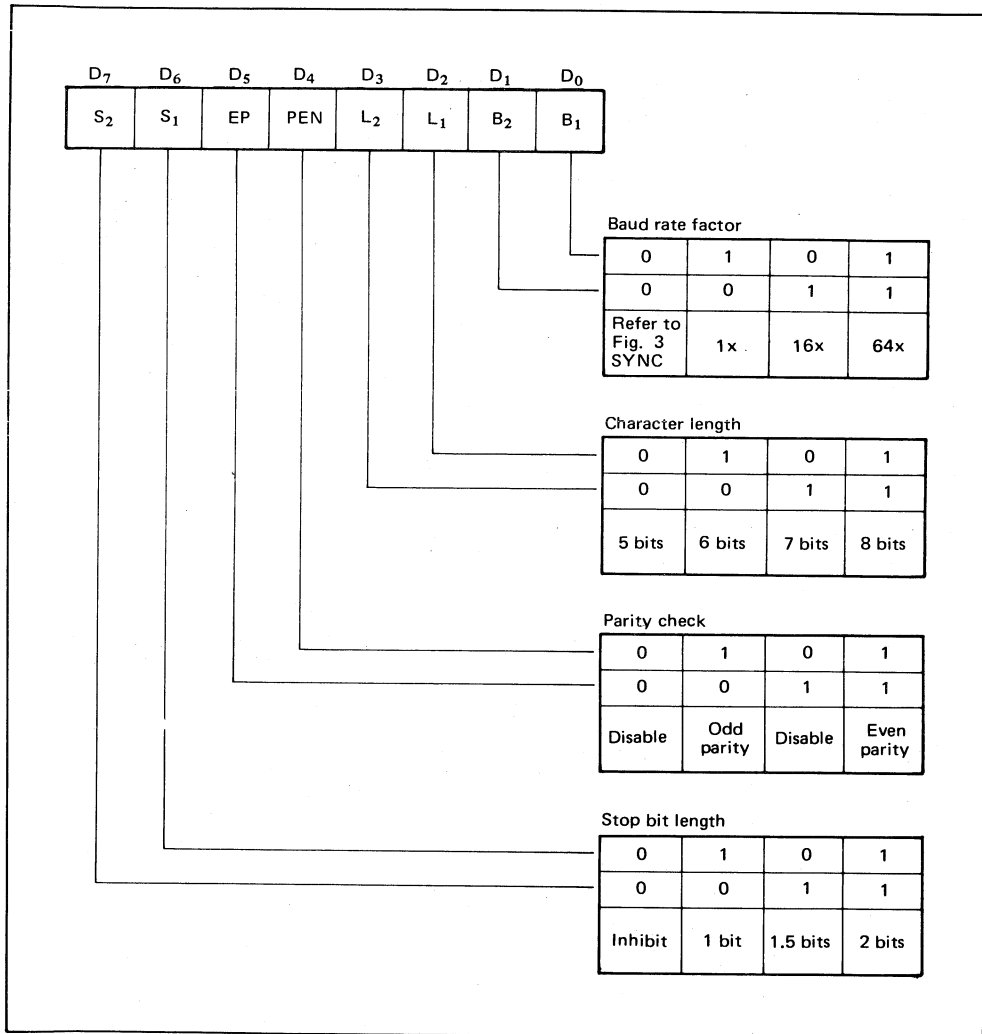 D₇ D₆ D₅ D₄ D₃ D₂ D₁ D₀
S₂ S₁ EP PEN L₂ L₁ B₂ B₁
Baud rate factor
0 1 0 1
0 0 1 1
Refer to
Fig. 3
SYNC
1x 16x 64x
Character length
0 1 0 1
0 0 1 1
5 bits 6 bits 7 bits 8 bits
Parity check
0 1 0 1
0 0 1 1
Disable Odd parity Disable Even parity
Stop bit length
0 1 0 1
0 0 1 1
Inhibit 1 bit 1.5 bits 2 bits